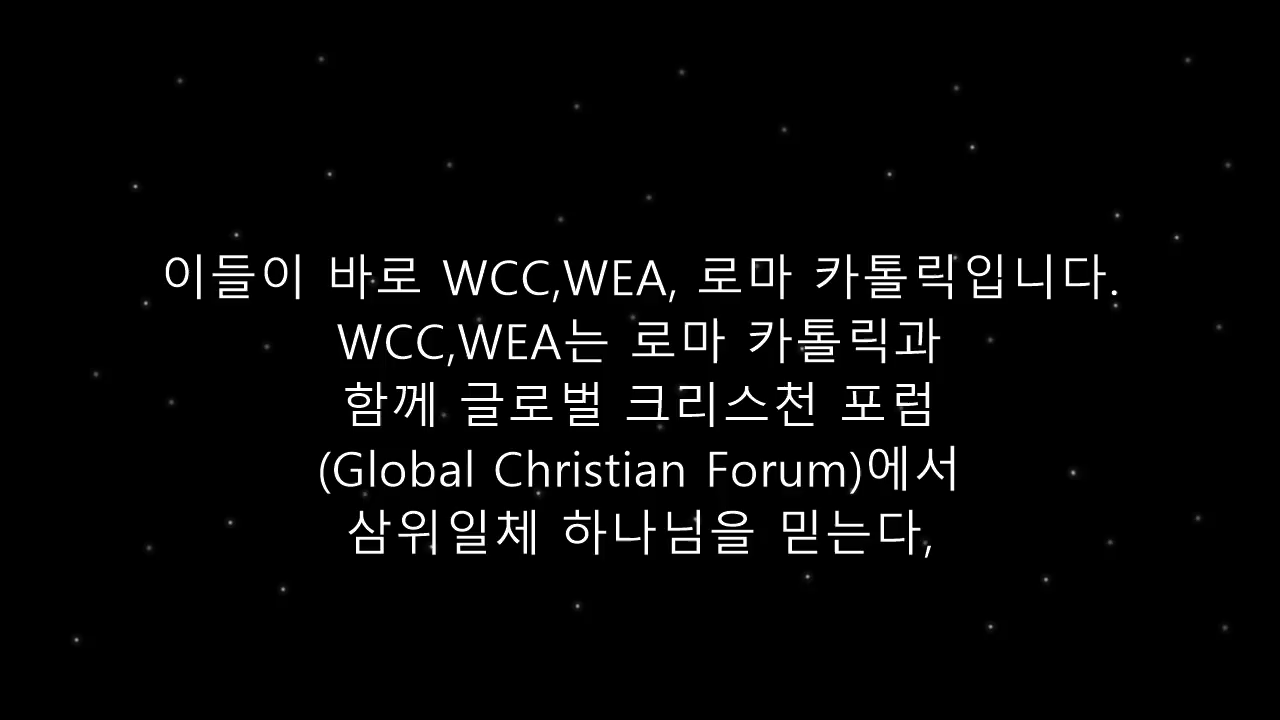 이들이 바로 WCC,WEA, 로마 카톨릭입니다.
WCC,WEA는 로마 카톨릭과
함께 글로벌 크리스천 포럼
(Global Christian Forum)에서
삼위일체 하나님을 믿는다,